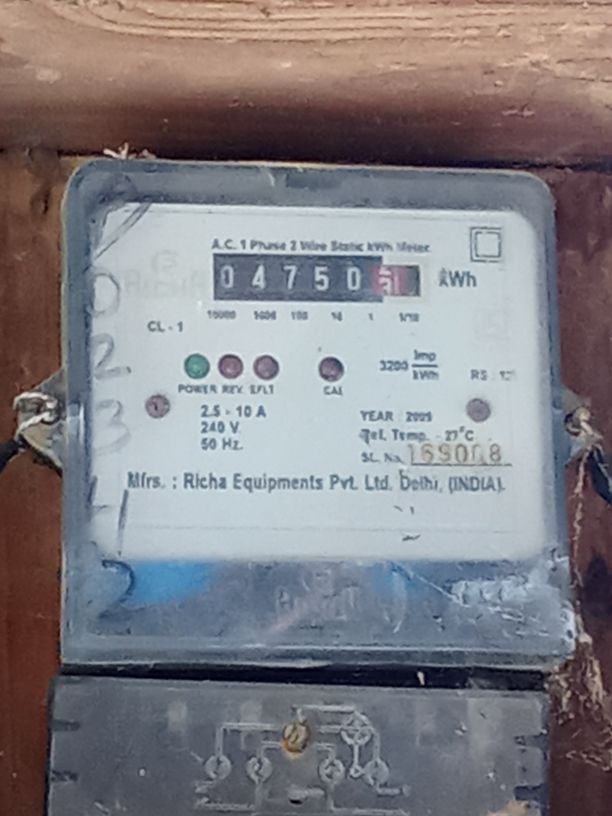 A.C. 1 Phase 2 Wire Static kWh Meter
04750
kWh
10000 1000 100 10 1 1/10
CL - 1
POWER REV. EFLT CAL
3200 Imp/kWh
2.5 - 10 A
240 V.
50 Hz.
YEAR : 2009
Ref. Temp. - 27°C
SL. No. 169008
Mfrs. : Richa Equipments Pvt. Ltd. Delhi, (INDIA).